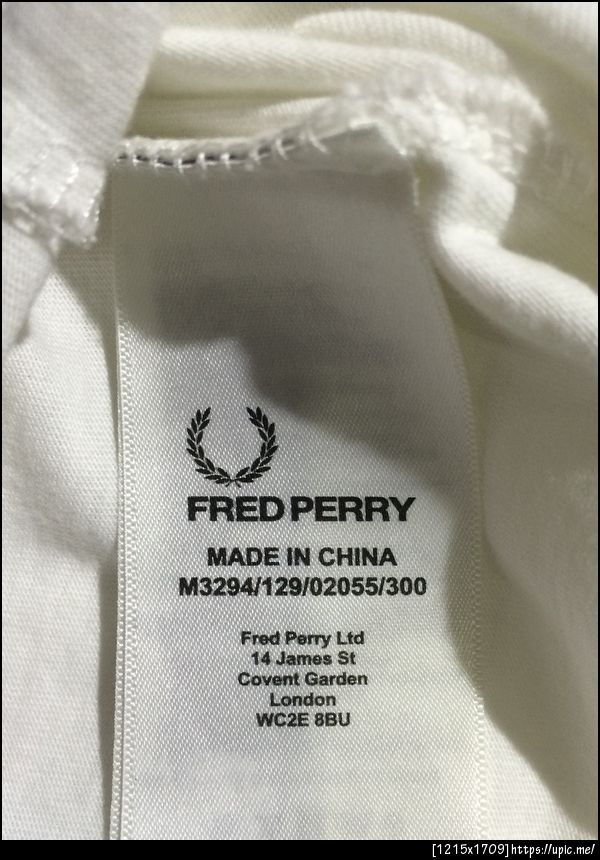 FRED PERRY
MADE IN CHINA
M3294/129/02055/300
Fred Perry Ltd
14 James St
Covent Garden
London
WC2E 8BU
[1215x1709]https://upic.me/